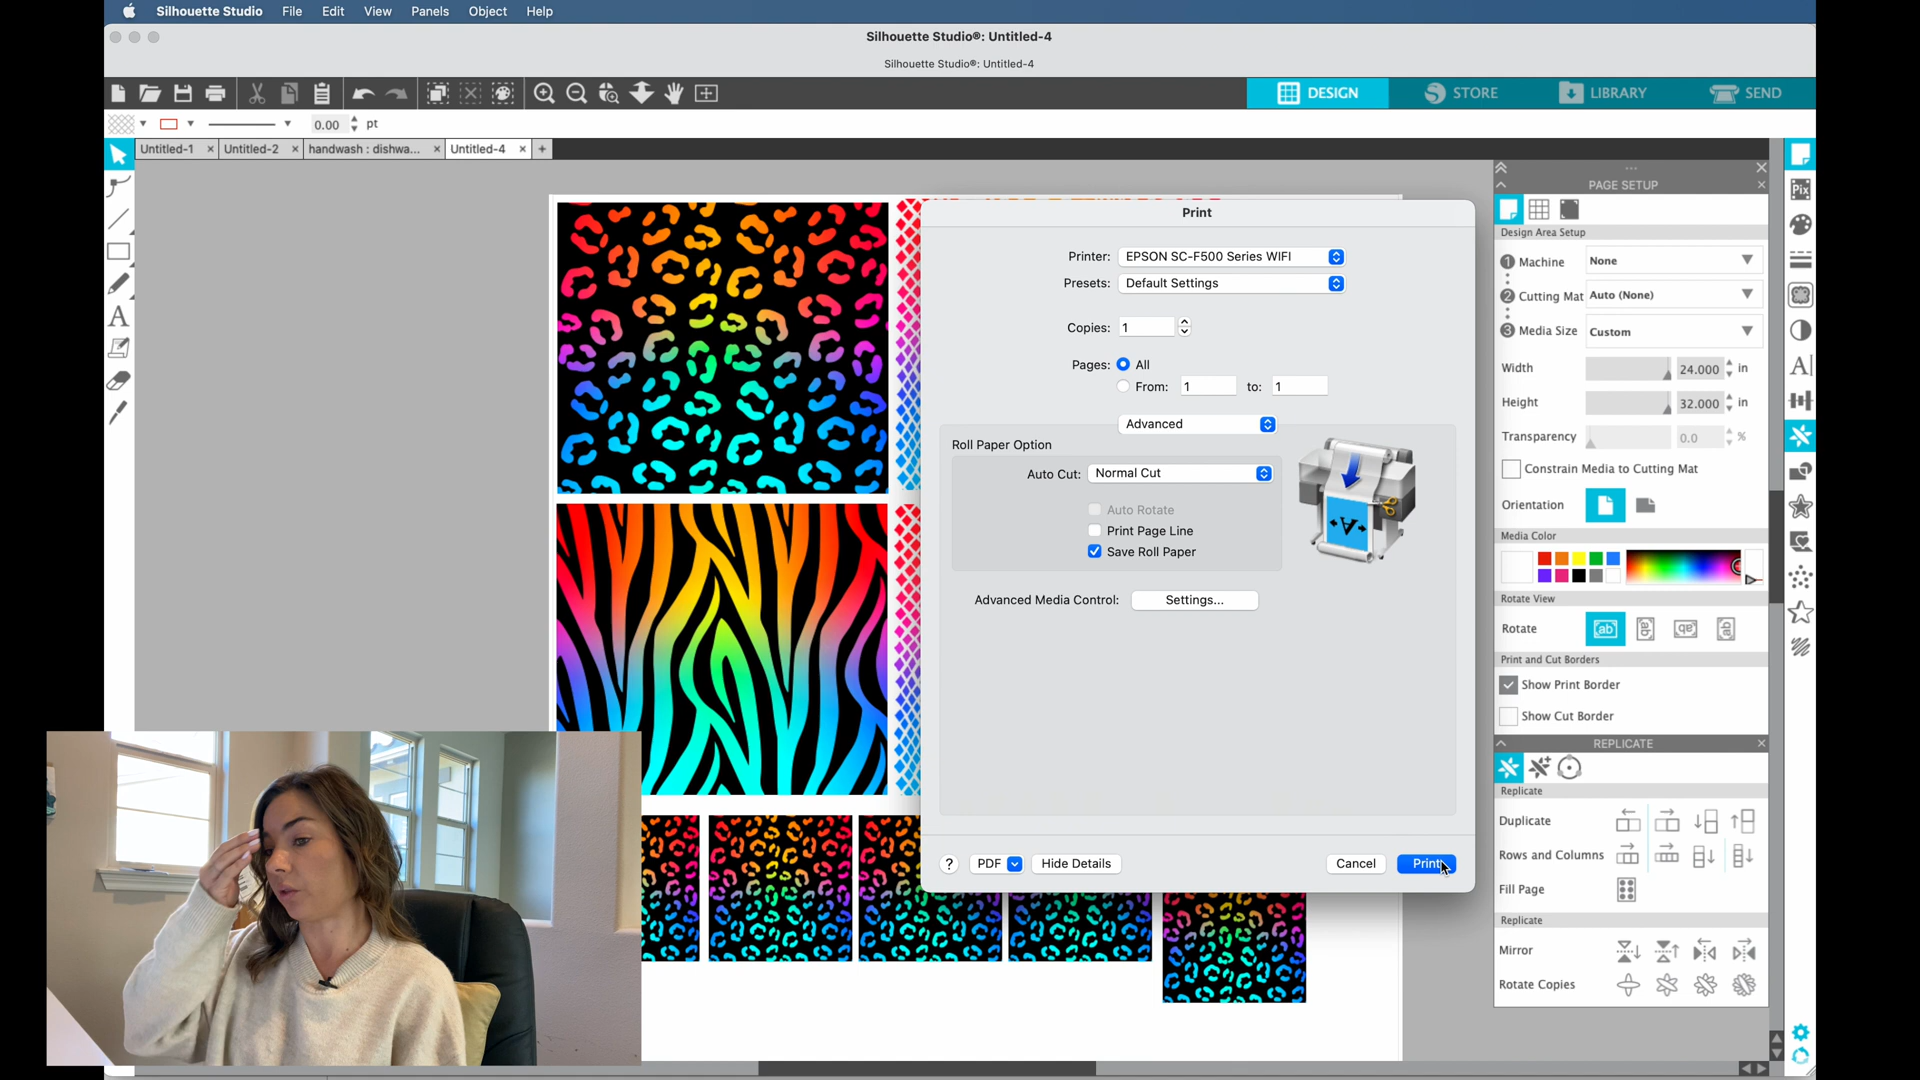 Silhouette Studio File Edit View Panels Object Help
Silhouette Studio®: Untitled-4
Silhouette Studio®: Untitled-4
DESIGN STORE LIBRARY SEND
0.00 pt
Untitled-1 × Untitled-2 × handwash : dishwa... × Untitled-4 × +
PAGE SETUP
Design Area Setup
1 Machine None
2 Cutting Mat Auto (None)
3 Media Size Custom
Width 24.000 in
Height 32.000 in
Transparency 0.0 %
Constrain Media to Cutting Mat
Orientation
Media Color
Rotate View
Rotate
Print and Cut Borders
Show Print Border
Show Cut Border
REPLICATE
Replicate
Duplicate
Rows and Columns
Fill Page
Replicate
Mirror
Rotate Copies
Pix
A
A
Print
Printer: EPSON SC-F500 Series WIFI
Presets: Default Settings
Copies: 1
Pages: All
From: 1 to: 1
Advanced
Roll Paper Option
Auto Cut: Normal Cut
Auto Rotate
Print Page Line
Save Roll Paper
Advanced Media Control: Settings...
? PDF Hide Details Cancel Print